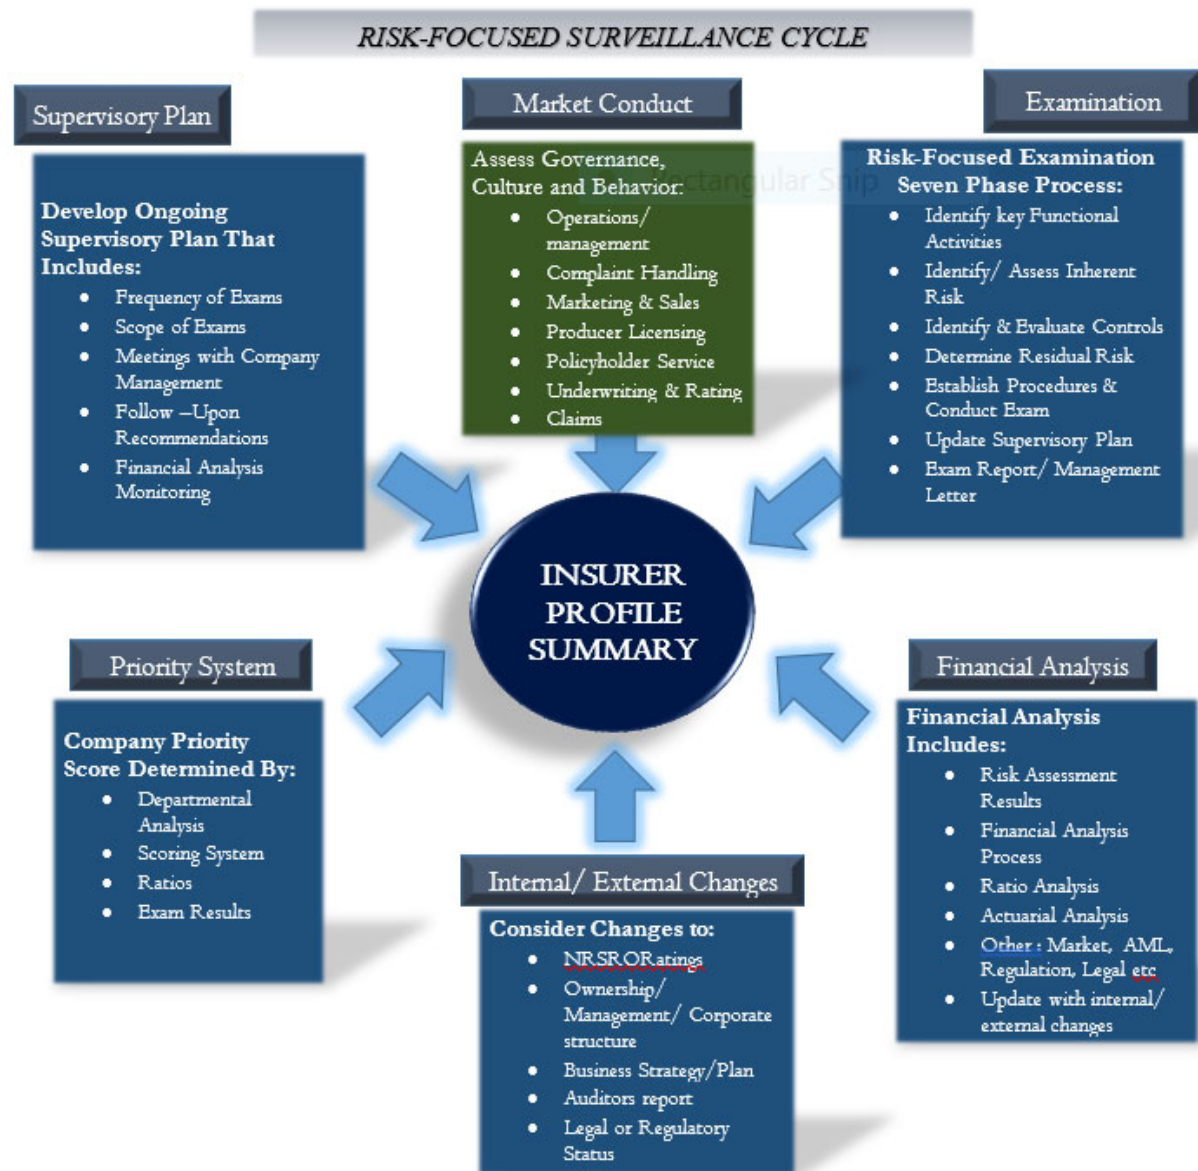 RISK-FOCUSED SURVEILLANCE CYCLE
Supervisory Plan
Develop Ongoing
Supervisory Plan That
Includes:
• Frequency of Exams
• Scope of Exams
• Meetings with Company
Management
• Follow –Upon
Recommendations
• Financial Analysis
Monitoring
Market Conduct
Assess Governance,
Culture and Behavior:
Rectangular Snip
• Operations/
management
• Complaint Handling
• Marketing & Sales
• Producer Licensing
• Policyholder Service
• Underwriting & Rating
• Claims
Examination
Risk-Focused Examination
Seven Phase Process:
• Identify key Functional
Activities
• Identify/ Assess Inherent
Risk
• Identify & Evaluate Controls
• Determine Residual Risk
• Establish Procedures &
Conduct Exam
• Update Supervisory Plan
• Exam Report/ Management
Letter
INSURER
PROFILE
SUMMARY
Priority System
Company Priority
Score Determined By:
• Departmental
Analysis
• Scoring System
• Ratios
• Exam Results
Internal/ External Changes
Consider Changes to:
• NRSRORatings
• Ownership/
Management/ Corporate
structure
• Business Strategy/Plan
• Auditors report
• Legal or Regulatory
Status
Financial Analysis
Financial Analysis
Includes:
• Risk Assessment
Results
• Financial Analysis
Process
• Ratio Analysis
• Actuarial Analysis
• Other : Market, AML,
Regulation, Legal etc
• Update with internal/
external changes